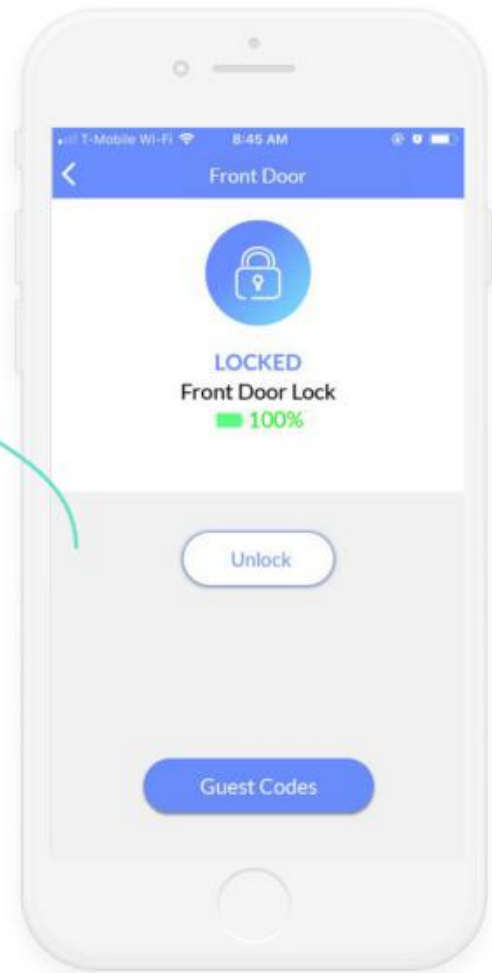 T-Mobile Wi-Fi 8:45 AM
Front Door
LOCKED
Front Door Lock
100%
Unlock
Guest Codes